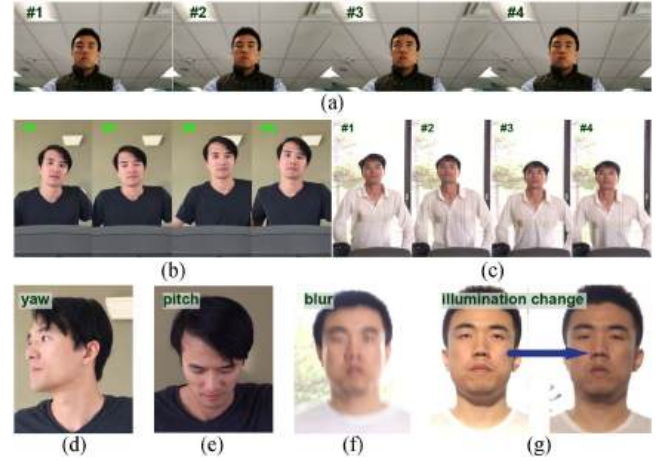 #1 #2 #3 #4
(a)
#1 #2 #3 #4
(b) (c)
yaw pitch blur illumination change
(d) (e) (f) (g)